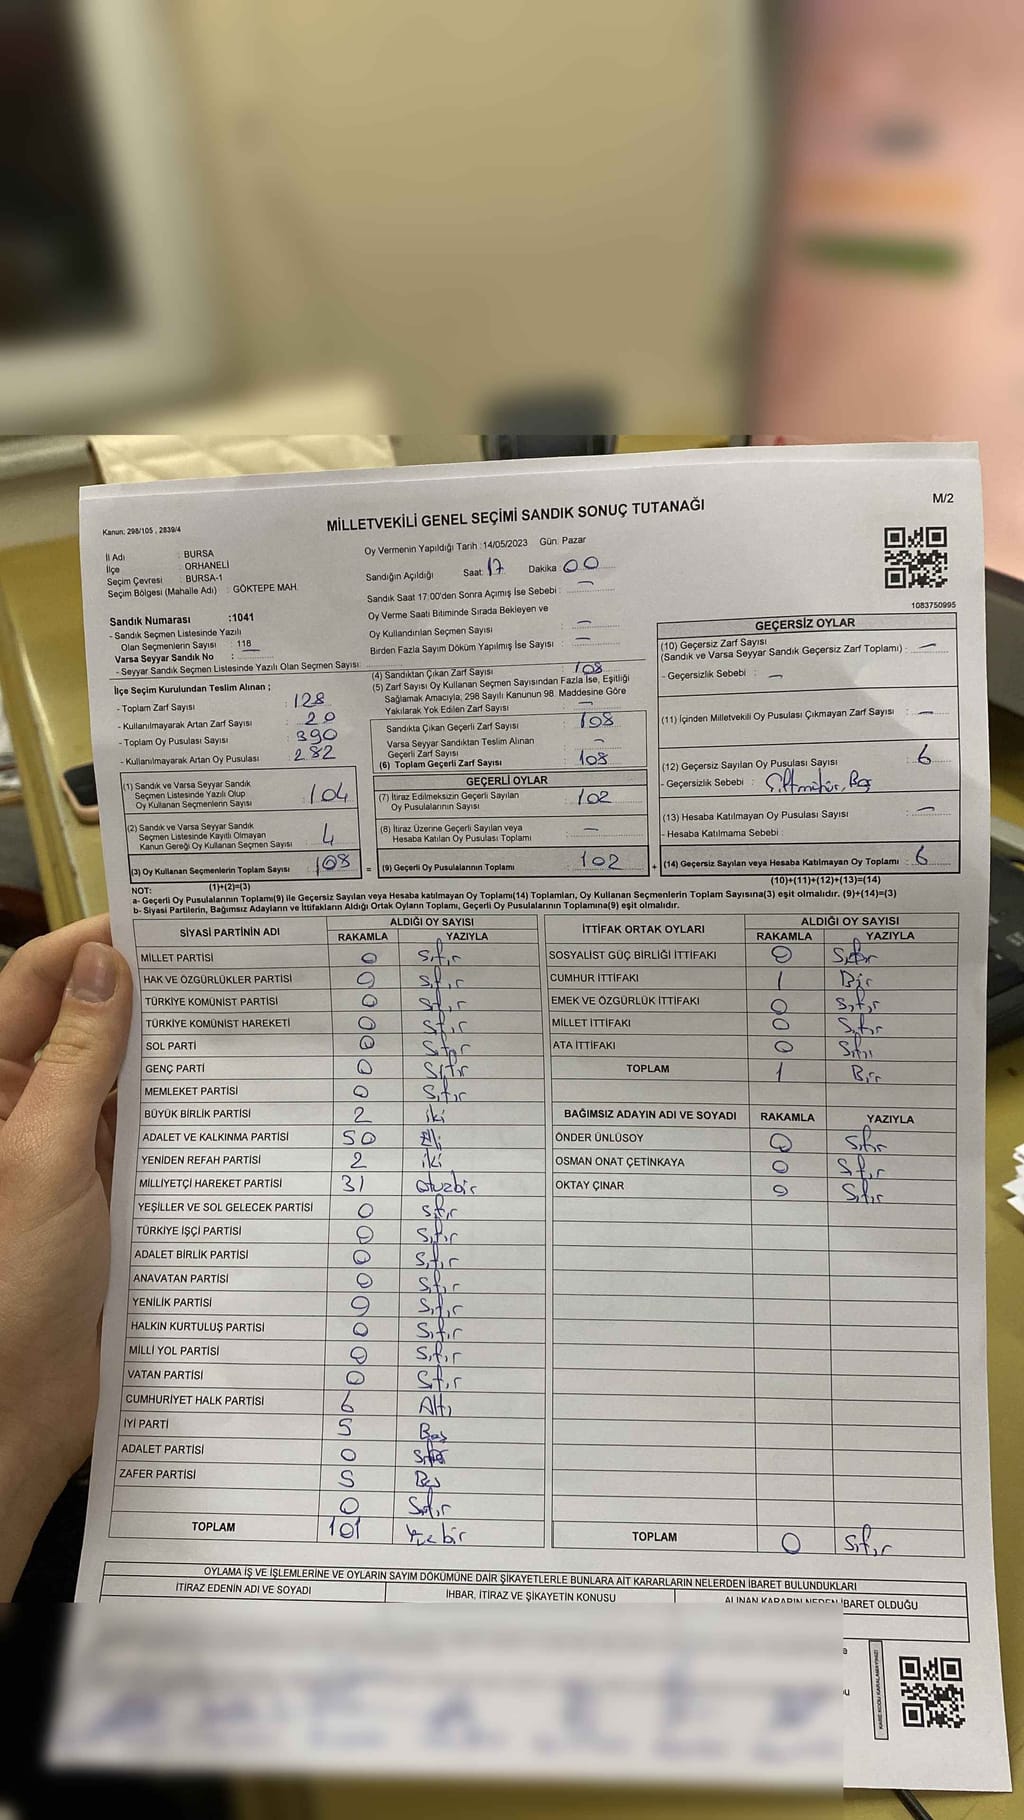 M/2
Kanun: 298/105 , 2839/4
MİLLETVEKİLİ GENEL SEÇİMİ SANDIK SONUÇ TUTANAĞI
İl Adı : BURSA
İlçe : ORHANELİ
Seçim Çevresi : BURSA-1
Seçim Bölgesi (Mahalle Adı) : GÖKTEPE MAH.
Sandık Numarası :1041
- Sandık Seçmen Listesinde Yazılı
Olan Seçmenlerin Sayısı : 118
Varsa Seyyar Sandık No :
- Seyyar Sandık Seçmen Listesinde Yazılı Olan Seçmen Sayısı:
Oy Vermenin Yapıldığı Tarih :14/05/2023 Gün: Pazar
Sandığın Açıldığı Saat: 17 Dakika 00
Sandık Saat 17:00'den Sonra Açımış İse Sebebi : —
Oy Verme Saati Bitiminde Sırada Bekleyen ve
Oy Kullandırılan Seçmen Sayısı : —
Birden Fazla Sayım Döküm Yapılmış İse Sayısı : —
1083750995
İlçe Seçim Kurulundan Teslim Alınan ;
- Toplam Zarf Sayısı : 128
- Kullanılmayarak Artan Zarf Sayısı : 20
- Toplam Oy Pusulası Sayısı : 390
- Kullanılmayarak Artan Oy Pusulası : 282
(1) Sandık ve Varsa Seyyar Sandık
Seçmen Listesinde Yazılı Olup
Oy Kullanan Seçmenlerin Sayısı : 104
(2) Sandık ve Varsa Seyyar Sandık
Seçmen Listesinde Kayıtlı Olmayan
Kanun Gereği Oy Kullanan Seçmen Sayısı : 4
(3) Oy Kullanan Seçmenlerin Toplam Sayısı : 108
(1)+(2)=(3)
(4) Sandıktan Çıkan Zarf Sayısı : 108
(5) Zarf Sayısı Oy Kullanan Seçmen Sayısından Fazla İse, Eşitliği
Sağlamak Amacıyla, 298 Sayılı Kanunun 98. Maddesine Göre
Yakılarak Yok Edilen Zarf Sayısı : —
Sandıkta Çıkan Geçerli Zarf Sayısı : 108
Varsa Seyyar Sandıktan Teslim Alınan
Geçerli Zarf Sayısı : —
(6) Toplam Geçerli Zarf Sayısı : 108
GEÇERLİ OYLAR
(7) İtiraz Edilmeksizin Geçerli Sayılan
Oy Pusulalarının Sayısı : 102
(8) İtiraz Üzerine Geçerli Sayılan veya
Hesaba Katılan Oy Pusulası Toplamı : —
= (9) Gecerli Oy Pusulalarının Toplamı : 102
GEÇERSİZ OYLAR
(10) Geçersiz Zarf Sayısı
(Sandık ve Varsa Seyyar Sandık Geçersiz Zarf Toplamı) : —
- Geçersizlik Sebebi : —
(11) İçinden Milletvekili Oy Pusulası Çıkmayan Zarf Sayısı : —
(12) Geçersiz Sayılan Oy Pusulası Sayısı : 6
- Geçersizlik Sebebi : Çift mühür, Boş
(13) Hesaba Katılmayan Oy Pusulası Sayısı : —
- Hesaba Katılmama Sebebi :
+ (14) Geçersiz Sayılan veya Hesaba Katılmayan Oy Toplamı : 6
(10)+(11)+(12)+(13)=(14)
NOT:
a- Geçerli Oy Pusulalarının Toplamı(9) ile Geçersiz Sayılan veya Hesaba katılmayan Oy Toplamı(14) Toplamları, Oy Kullanan Seçmenlerin Toplam Sayısına(3) eşit olmalıdır. (9)+(14)=(3)
b- Siyasi Partilerin, Bağımsız Adayların ve İttifakların Aldığı Ortak Oyların Toplamı, Geçerli Oy Pusulalarının Toplamına(9) eşit olmalıdır.
SİYASİ PARTİNİN ADI ALDIĞI OY SAYISI
RAKAMLA YAZIYLA
MİLLET PARTİSİ 0 Sıfır
HAK VE ÖZGÜRLÜKLER PARTİSİ 0 Sıfır
TÜRKİYE KOMÜNİST PARTİSİ 0 Sıfır
TÜRKİYE KOMÜNİST HAREKETİ 0 Sıfır
SOL PARTİ 0 Sıfır
GENÇ PARTİ 0 Sıfır
MEMLEKET PARTİSİ 0 Sıfır
BÜYÜK BİRLİK PARTİSİ 2 iki
ADALET VE KALKINMA PARTİSİ 50 Elli
YENİDEN REFAH PARTİSİ 2 iki
MİLLİYETÇİ HAREKET PARTİSİ 31 otuzbir
YEŞİLLER VE SOL GELECEK PARTİSİ 0 Sıfır
TÜRKİYE İŞÇİ PARTİSİ 0 Sıfır
ADALET BİRLİK PARTİSİ 0 Sıfır
ANAVATAN PARTİSİ 0 Sıfır
YENİLİK PARTİSİ 0 Sıfır
HALKIN KURTULUŞ PARTİSİ 0 Sıfır
MİLLİ YOL PARTİSİ 0 Sıfır
VATAN PARTİSİ 0 Sıfır
CUMHURİYET HALK PARTİSİ 6 Altı
İYİ PARTİ 5 Beş
ADALET PARTİSİ 0 Sıfır
ZAFER PARTİSİ 5 Beş
0 Sıfır
TOPLAM 101 Yüzbir
İTTİFAK ORTAK OYLARI ALDIĞI OY SAYISI
RAKAMLA YAZIYLA
SOSYALİST GÜÇ BİRLİĞİ İTTİFAKI 0 Sıfır
CUMHUR İTTİFAKI 1 Bir
EMEK VE ÖZGÜRLÜK İTTİFAKI 0 Sıfır
MİLLET İTTİFAKI 0 Sıfır
ATA İTTİFAKI 0 Sıfır
TOPLAM 1 Bir
BAĞIMSIZ ADAYIN ADI VE SOYADI RAKAMLA YAZIYLA
ÖNDER ÜNLÜSOY 0 Sıfır
OSMAN ONAT ÇETİNKAYA 0 Sıfır
OKTAY ÇINAR 0 Sıfır
TOPLAM 0 Sıfır
OYLAMA İŞ VE İŞLEMLERİNE VE OYLARIN SAYIM DÖKÜMÜNE DAİR ŞİKAYETLERLE BUNLARA AİT KARARLARIN NELERDEN İBARET BULUNDUKLARI
İTİRAZ EDENİN ADI VE SOYADI İHBAR, İTİRAZ VE ŞİKAYETİN KONUSU ALINAN KARARIN NEDEN İBARET OLDUĞU
KARE KODU KARALAMAYINIZ!